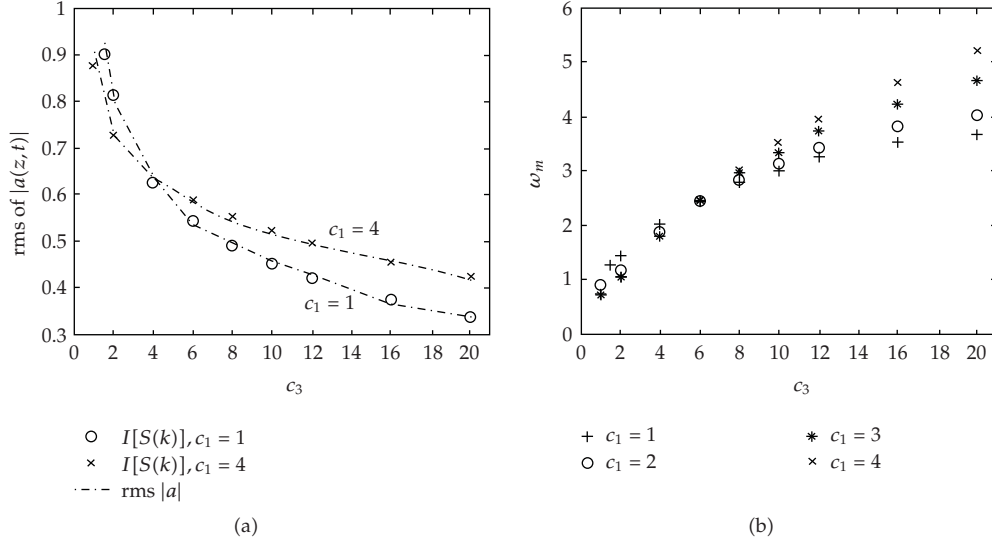 1
0.9
0.8
0.7
0.6
0.5
0.4
0.3
0 2 4 6 8 10 12 14 16 18 20
rms of |a(z,t)|
c₃
c₁ = 4
c₁ = 1
I[S(k)], c₁ = 1
I[S(k)], c₁ = 4
rms |a|
(a)
6
5
4
3
2
1
0
0 2 4 6 8 10 12 14 16 18 20
ωₘ
c₃
c₁ = 1
c₁ = 2
c₁ = 3
c₁ = 4
(b)